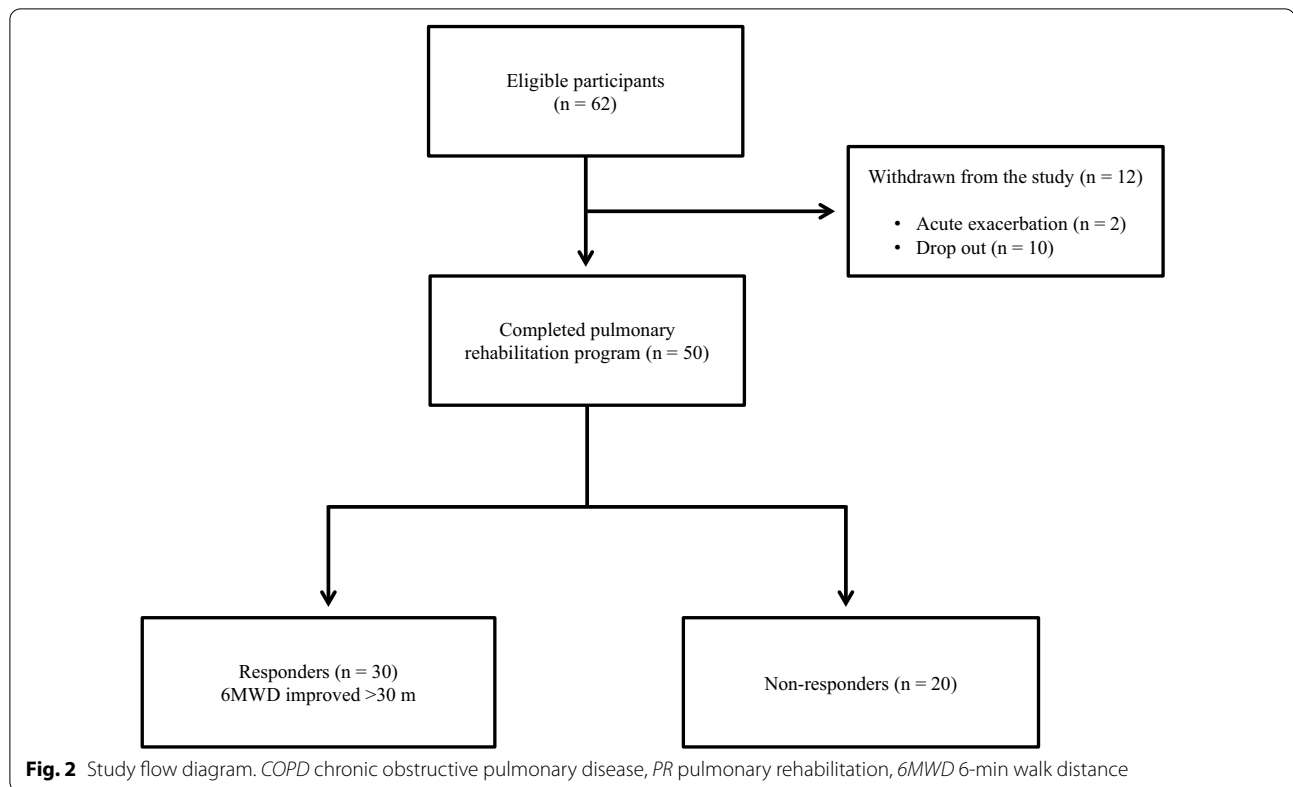 Eligible participants
(n = 62)
Withdrawn from the study (n = 12)
• Acute exacerbation (n = 2)
• Drop out (n = 10)
Completed pulmonary
rehabilitation program (n = 50)
Responders (n = 30)
6MWD improved >30 m
Non-responders (n = 20)
Fig. 2 Study flow diagram. COPD chronic obstructive pulmonary disease, PR pulmonary rehabilitation, 6MWD 6-min walk distance